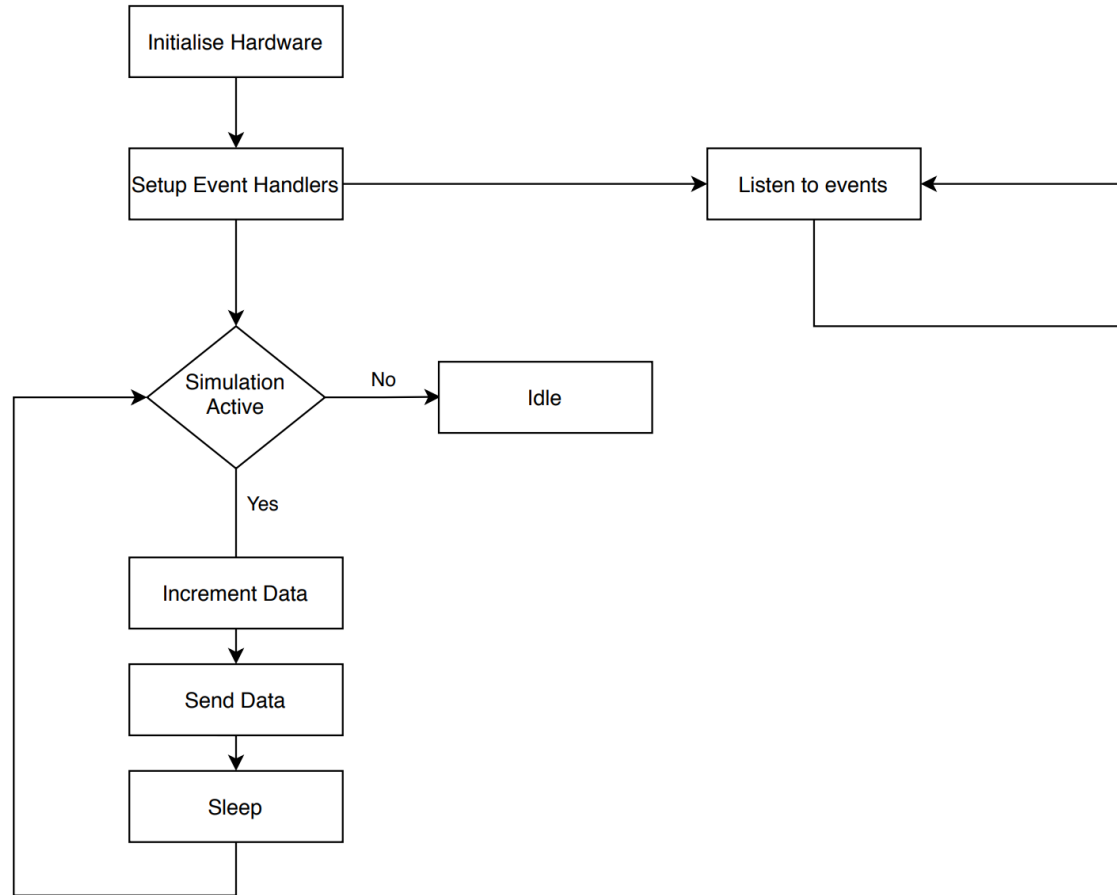 Initialise Hardware
Setup Event Handlers
Listen to events
Simulation
Active
No
Idle
Yes
Increment Data
Send Data
Sleep